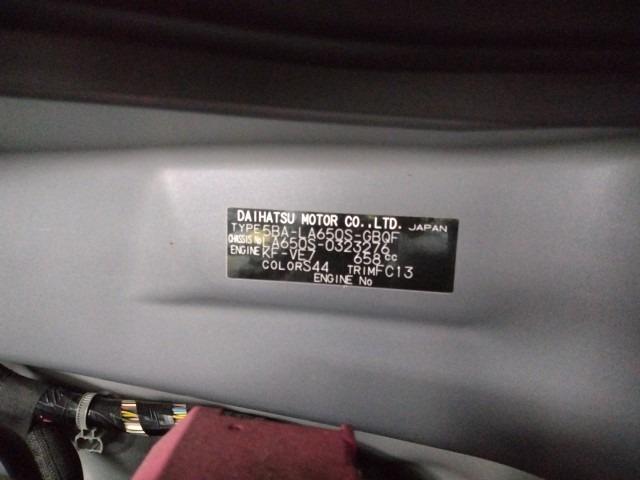 DAIHATSU MOTOR CO.,LTD. JAPAN
TYPE 5BA-LA650S-GBQF
CHASSIS No LA650S-0323276
ENGINE KF-VE7 658cc
COLOR S44 TRIM FC13
ENGINE No